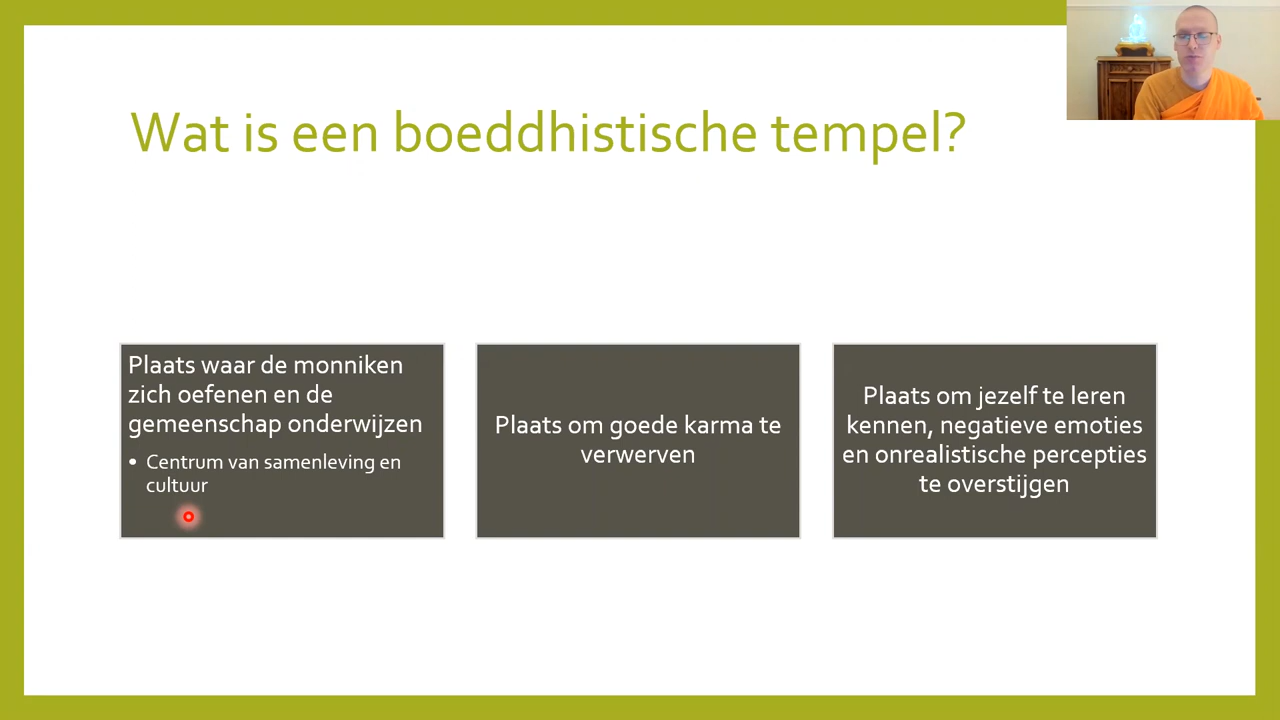 Wat is een boeddhistische tempel?
Plaats waar de monniken
zich oefenen en de
gemeenschap onderwijzen
• Centrum van samenleving en
cultuur
Plaats om goede karma te
verwerven
Plaats om jezelf te leren
kennen, negatieve emoties
en onrealistische percepties
te overstijgen